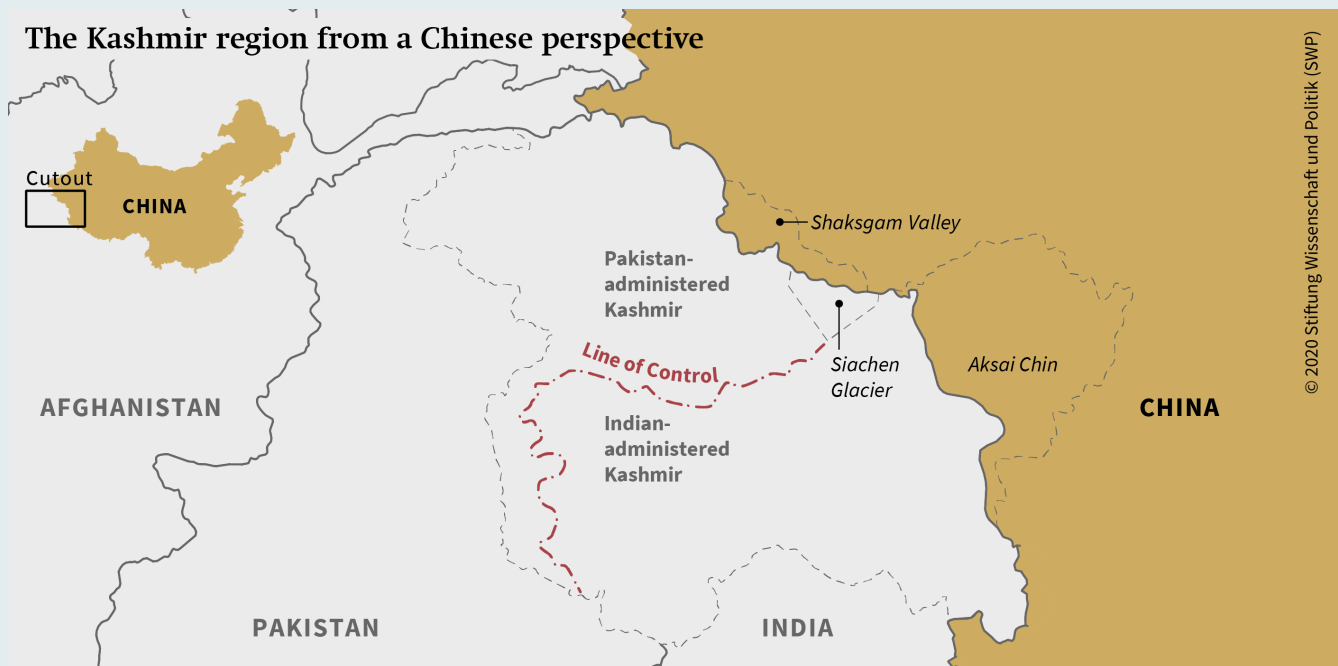 The Kashmir region from a Chinese perspective
© 2020 Stiftung Wissenschaft und Politik (SWP)
Cutout
CHINA
Shaksgam Valley
Pakistan-
administered
Kashmir
Line of Control
Siachen
Glacier
Aksai Chin
AFGHANISTAN
CHINA
Indian-
administered
Kashmir
PAKISTAN
INDIA